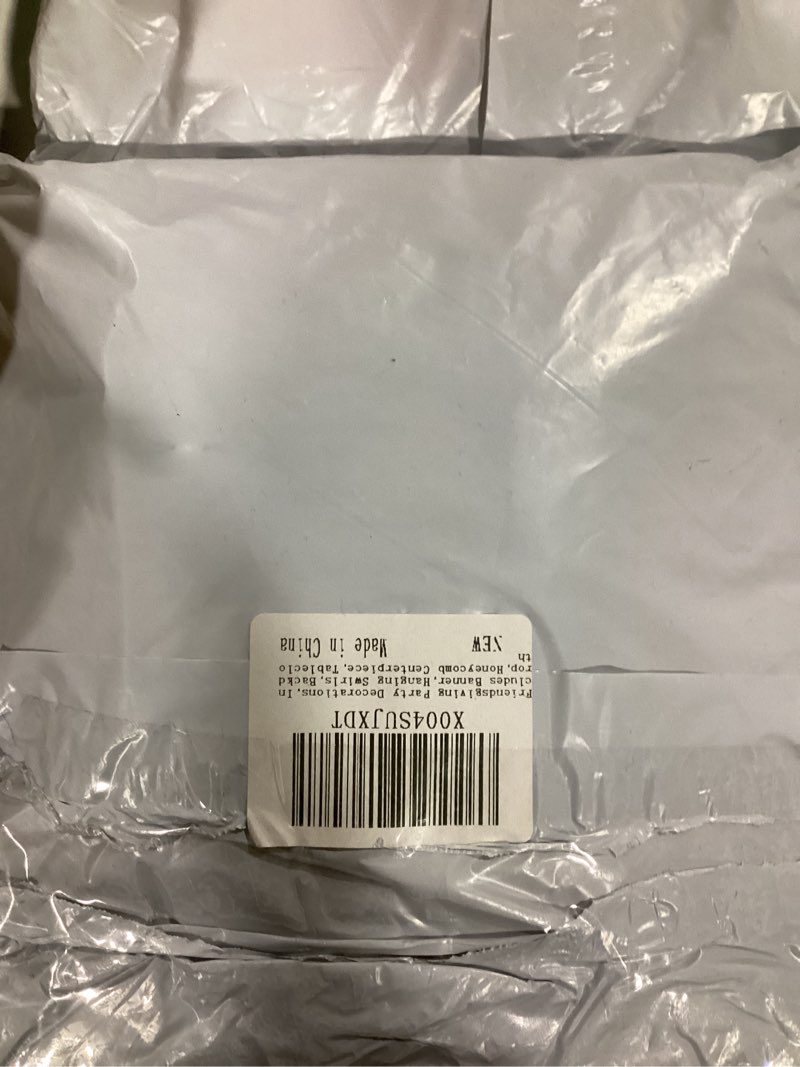 X004SUJXDT
Friendsgiving Party Decorations, In
cludes Banner, Hanging Swirls, Backd
rop, Honeycomb Centerpiece, Tableclo
th
NEW Made in China